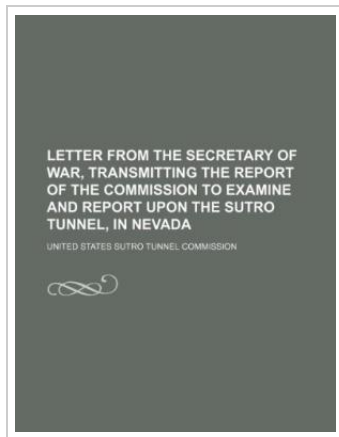 LETTER FROM THE SECRETARY OF
WAR, TRANSMITTING THE REPORT
OF THE COMMISSION TO EXAMINE
AND REPORT UPON THE SUTRO
TUNNEL, IN NEVADA
UNITED STATES SUTRO TUNNEL COMMISSION